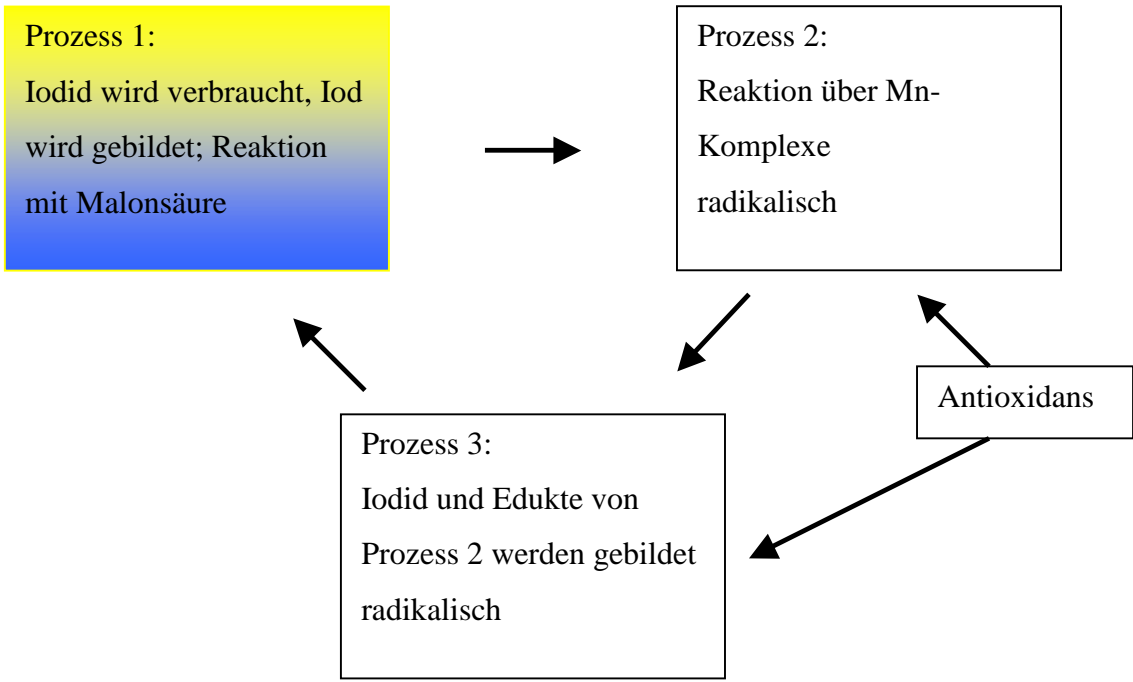 Prozess 1:
Iodid wird verbraucht, Iod
wird gebildet; Reaktion
mit Malonsäure
Prozess 2:
Reaktion über Mn-
Komplexe
radikalisch
Antioxidans
Prozess 3:
Iodid und Edukte von
Prozess 2 werden gebildet
radikalisch